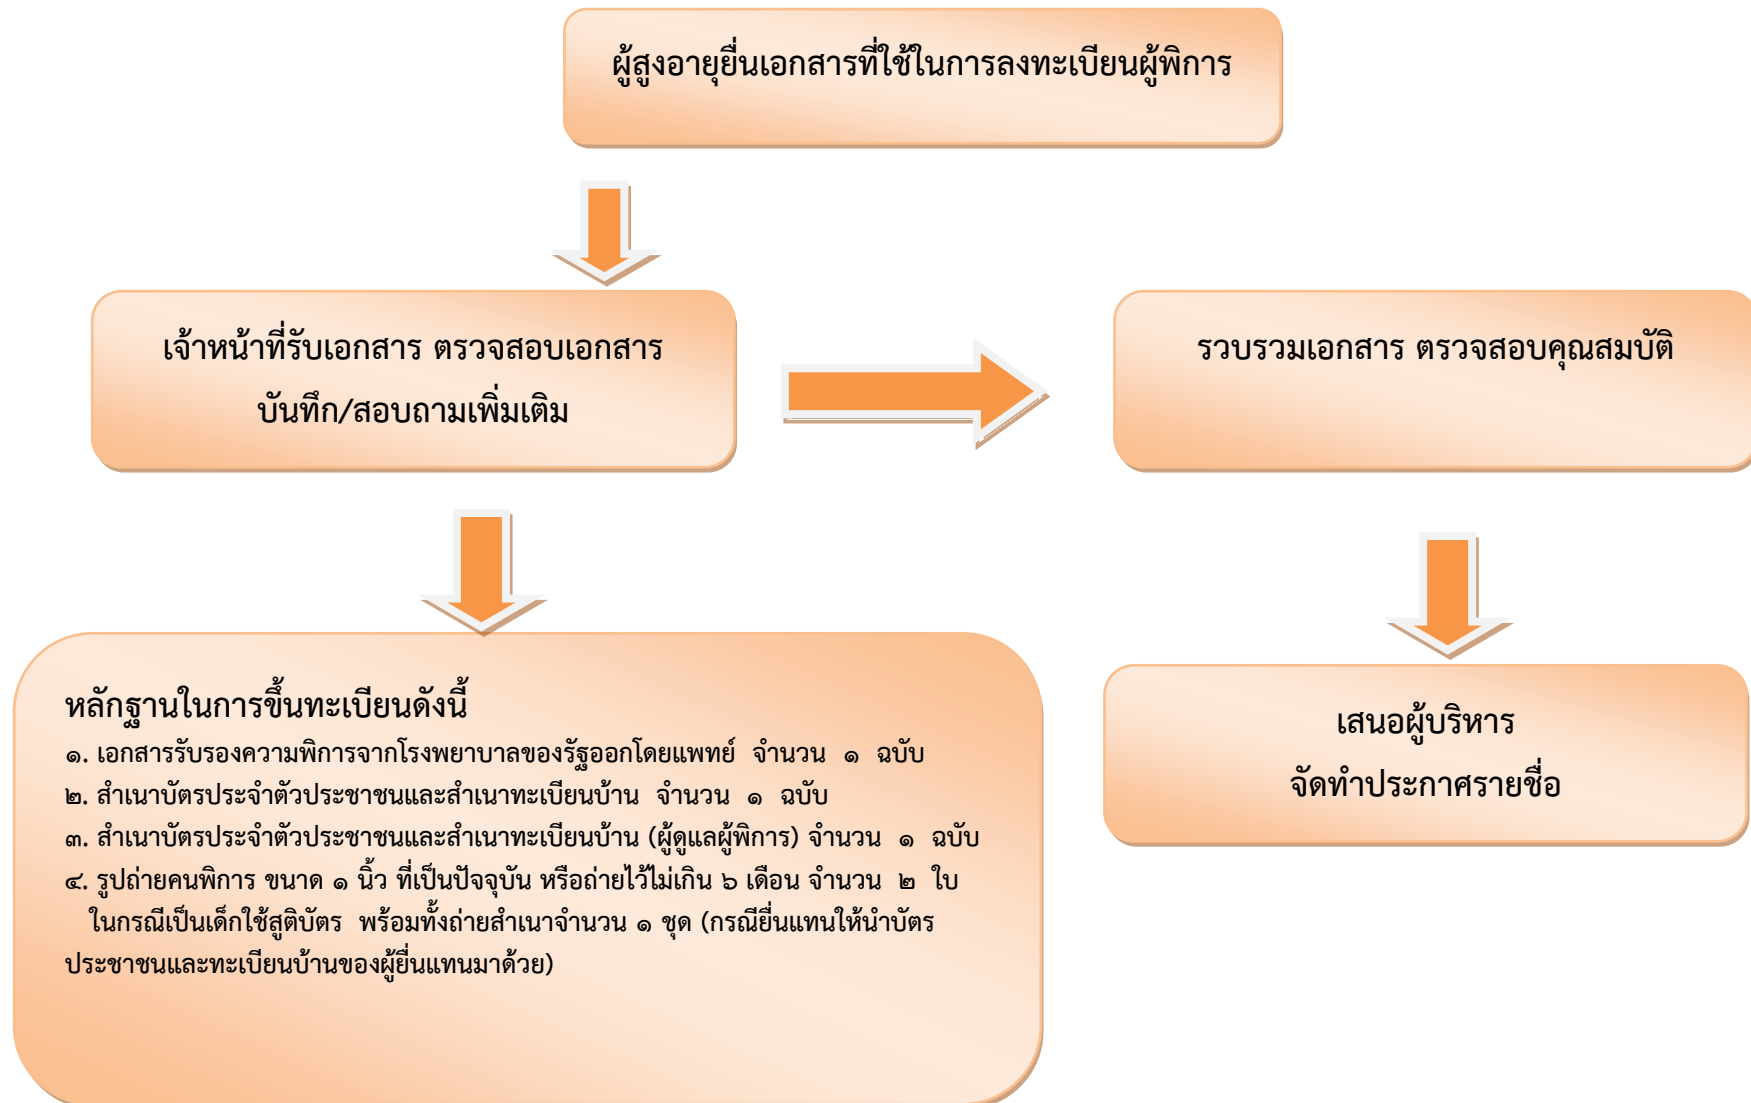 ผู้สูงอายุยื่นเอกสารที่ใช้ในการลงทะเบียนผู้พิการ
เจ้าหน้าที่รับเอกสาร ตรวจสอบเอกสาร
บันทึก/สอบถามเพิ่มเติม
รวบรวมเอกสาร ตรวจสอบคุณสมบัติ
หลักฐานในการขึ้นทะเบียนดังนี้
๑. เอกสารรับรองความพิการจากโรงพยาบาลของรัฐออกโดยแพทย์ จำนวน ๑ ฉบับ
๒. สำเนาบัตรประจำตัวประชาชนและสำเนาทะเบียนบ้าน จำนวน ๑ ฉบับ
๓. สำเนาบัตรประจำตัวประชาชนและสำเนาทะเบียนบ้าน (ผู้ดูแลผู้พิการ) จำนวน ๑ ฉบับ
๔. รูปถ่ายคนพิการ ขนาด ๑ นิ้ว ที่เป็นปัจจุบัน หรือถ่ายไว้ไม่เกิน ๖ เดือน จำนวน ๒ ใบ
ในกรณีเป็นเด็กใช้สูติบัตร พร้อมทั้งถ่ายสำเนาจำนวน ๑ ชุด (กรณียื่นแทนให้นำบัตร
ประชาชนและทะเบียนบ้านของผู้ยื่นแทนมาด้วย)
เสนอผู้บริหาร
จัดทำประกาศรายชื่อ